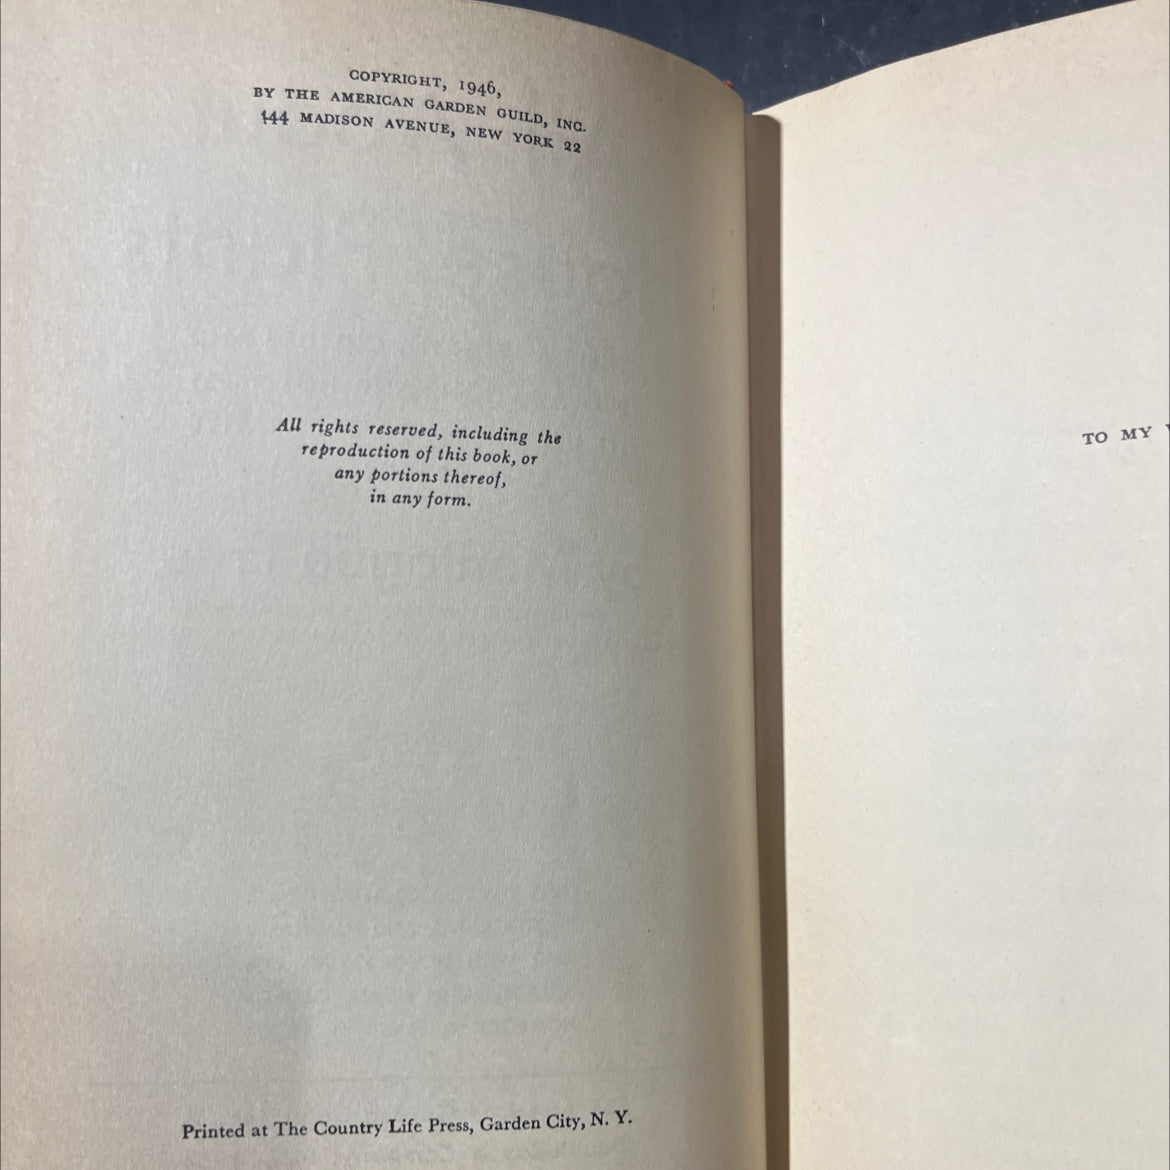 COPYRIGHT, 1946,
BY THE AMERICAN GARDEN GUILD, INC.
444 MADISON AVENUE, NEW YORK 22
All rights reserved, including the
reproduction of this book, or
any portions thereof,
in any form.
Printed at The Country Life Press, Garden City, N. Y.
TO MY